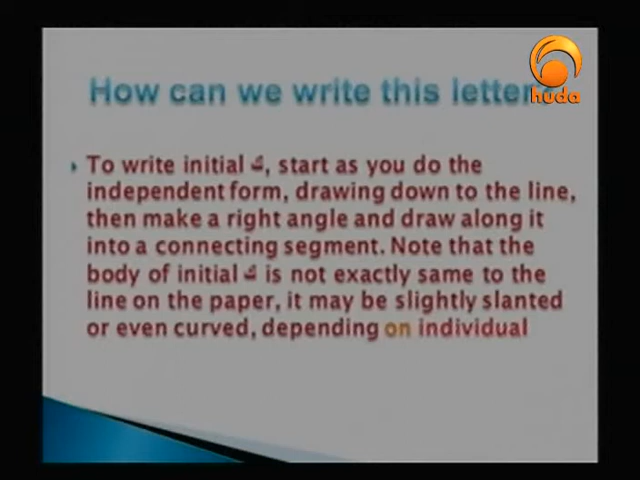 How can we write this letter
huda
To write initial ك, start as you do the
independent form, drawing down to the line,
then make a right angle and draw along it
into a connecting segment. Note that the
body of initial ك is not exactly same to the
line on the paper, it may be slightly slanted
or even curved, depending on individual